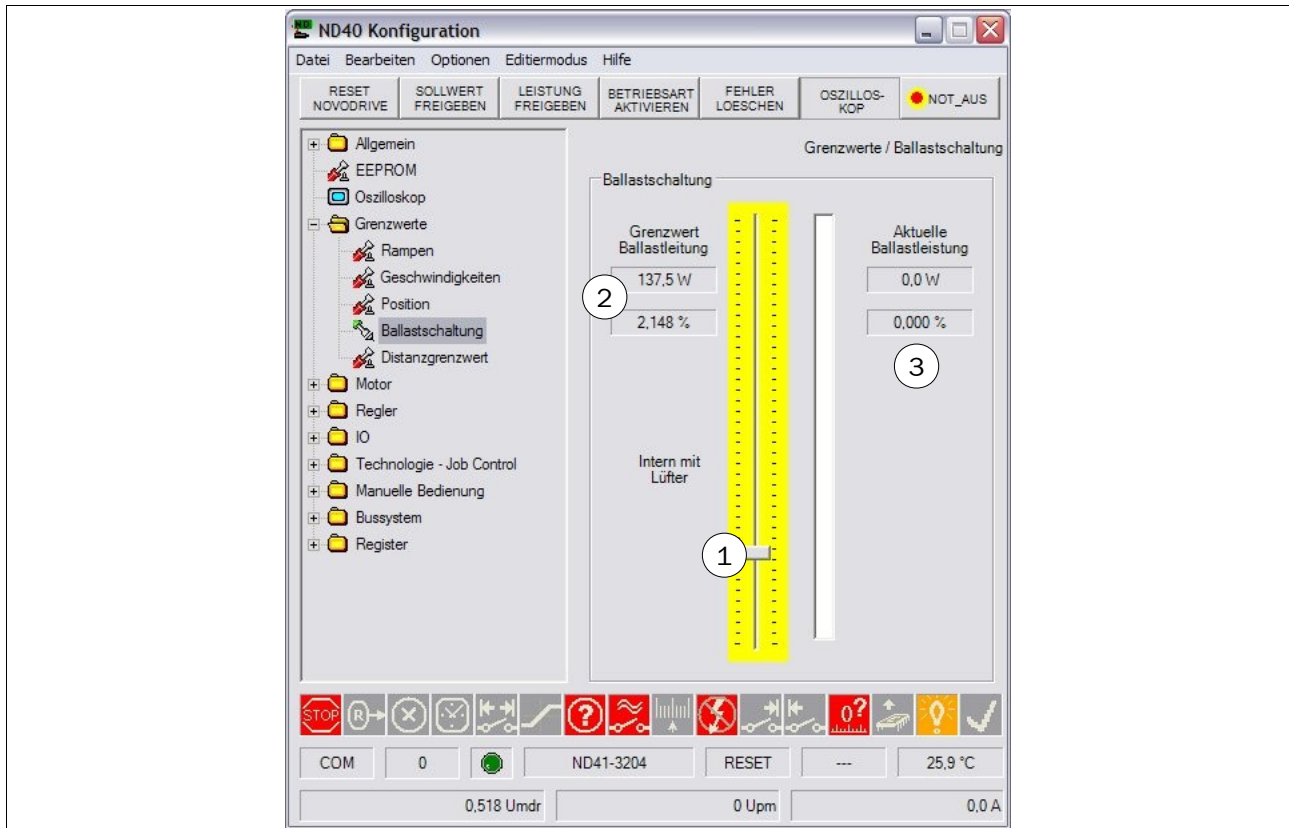 ND40 Konfiguration
Datei Bearbeiten Optionen Editiermodus Hilfe
RESET NOVODRIVE
SOLLWERT FREIGEBEN
LEISTUNG FREIGEBEN
BETRIEBSART AKTIVIEREN
FEHLER LOESCHEN
OSZILLOS-KOP
NOT_AUS
Allgemein
EEPROM
Oszilloskop
Grenzwerte
Rampen
Geschwindigkeiten
Position
Ballastschaltung
Distanzgrenzwert
Motor
Regler
IO
Technologie - Job Control
Manuelle Bedienung
Bussystem
Register
Grenzwerte / Ballastschaltung
Ballastschaltung
Grenzwert
Ballastleitung
137,5 W
2
2,148 %
Intern mit
Lüfter
1
Aktuelle
Ballastleistung
0,0 W
0,000 %
3
STOP
R
?
0?
COM 0 ND41-3204 RESET --- 25,9 °C
0,518 Umdr 0 Upm 0,0 A